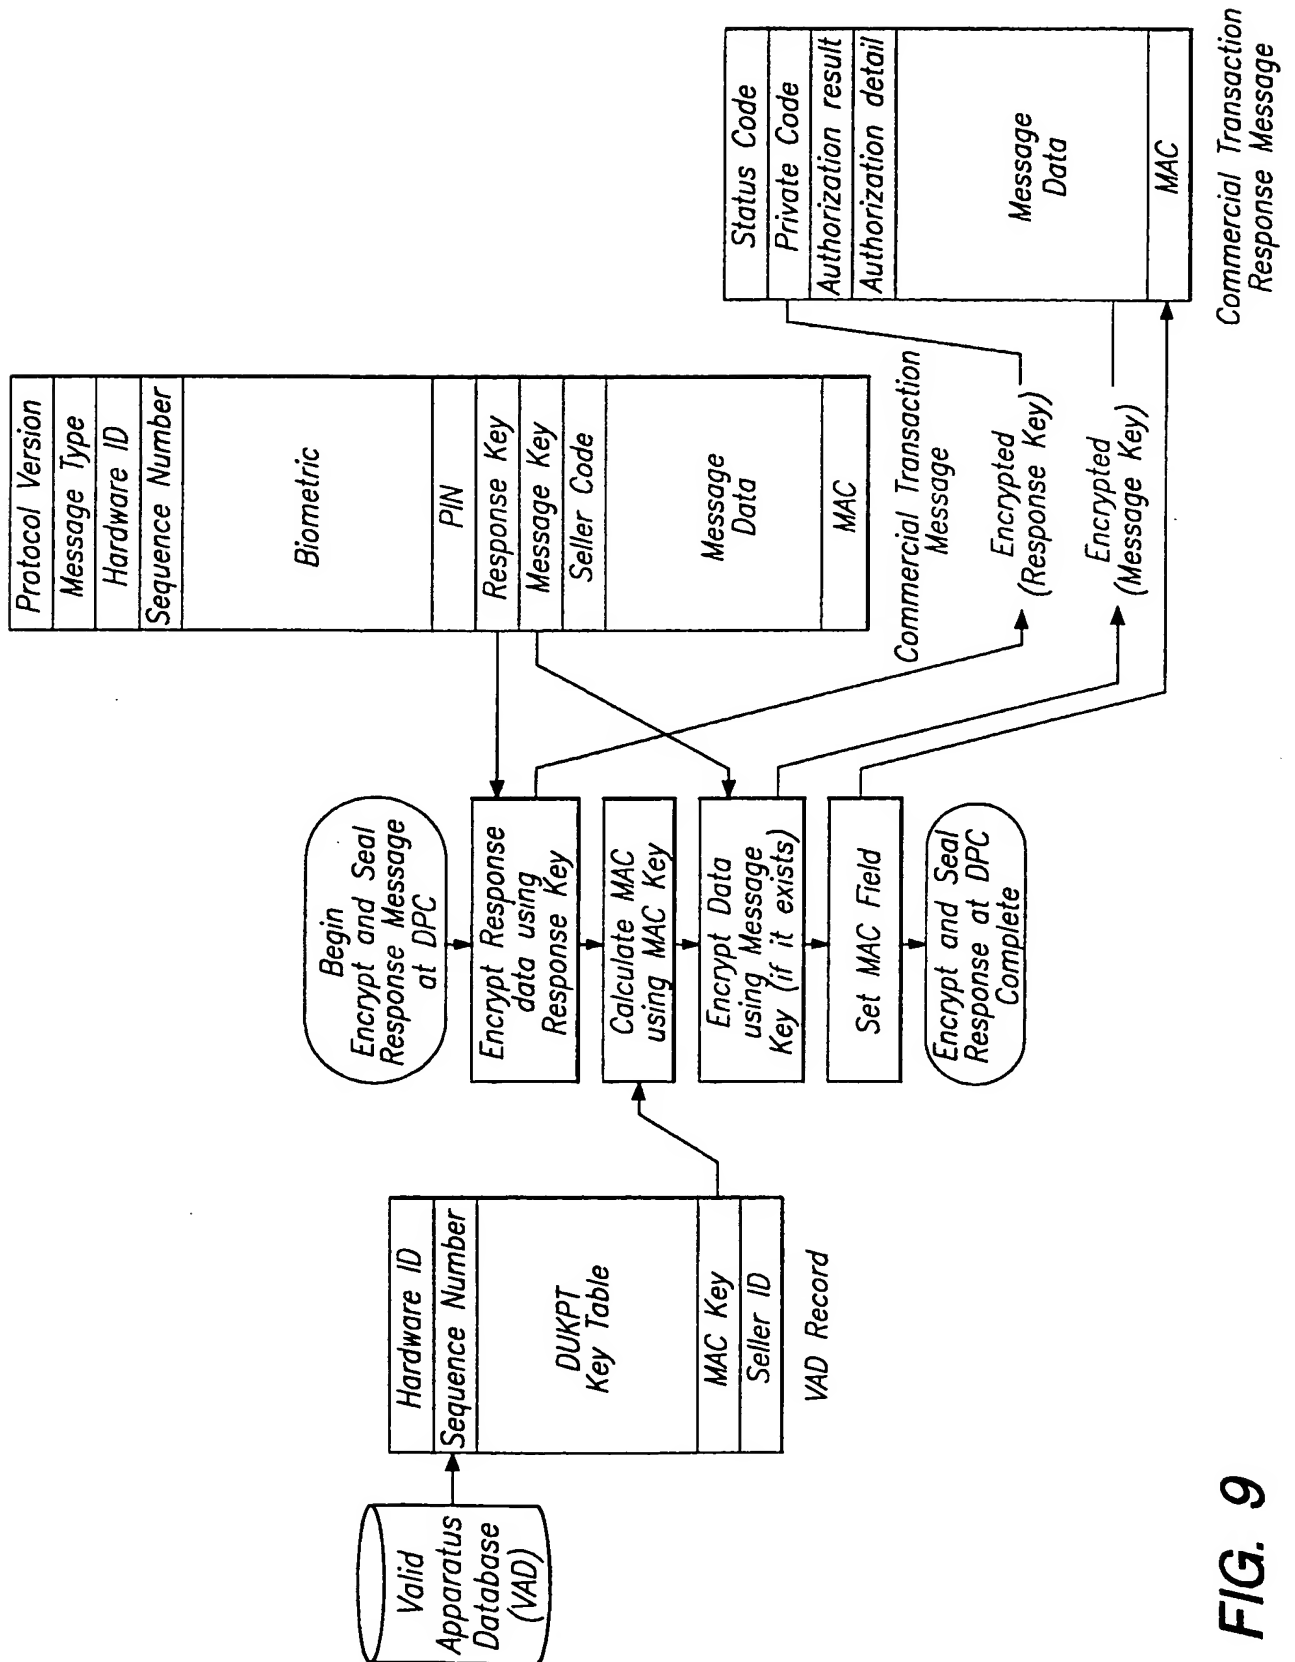 Valid
Apparatus
Database
(VAD)
Hardware ID
Sequence Number
DUKPT
Key Table
MAC Key
Seller ID
VAD Record
Begin
Encrypt and Seal
Response Message
at DPC
Encrypt Response
data using
Response Key
Calculate MAC
using MAC Key
Encrypt Data
using Message
Key (if it exists)
Set MAC Field
Encrypt and Seal
Response at DPC
Complete
Protocol Version
Message Type
Hardware ID
Sequence Number
Biometric
PIN
Response Key
Message Key
Seller Code
Message
Data
MAC
Commercial Transaction
Message
Encrypted
(Response Key)
Encrypted
(Message Key)
Status Code
Private Code
Authorization result
Authorization detail
Message
Data
MAC
Commercial Transaction
Response Message
FIG. 9